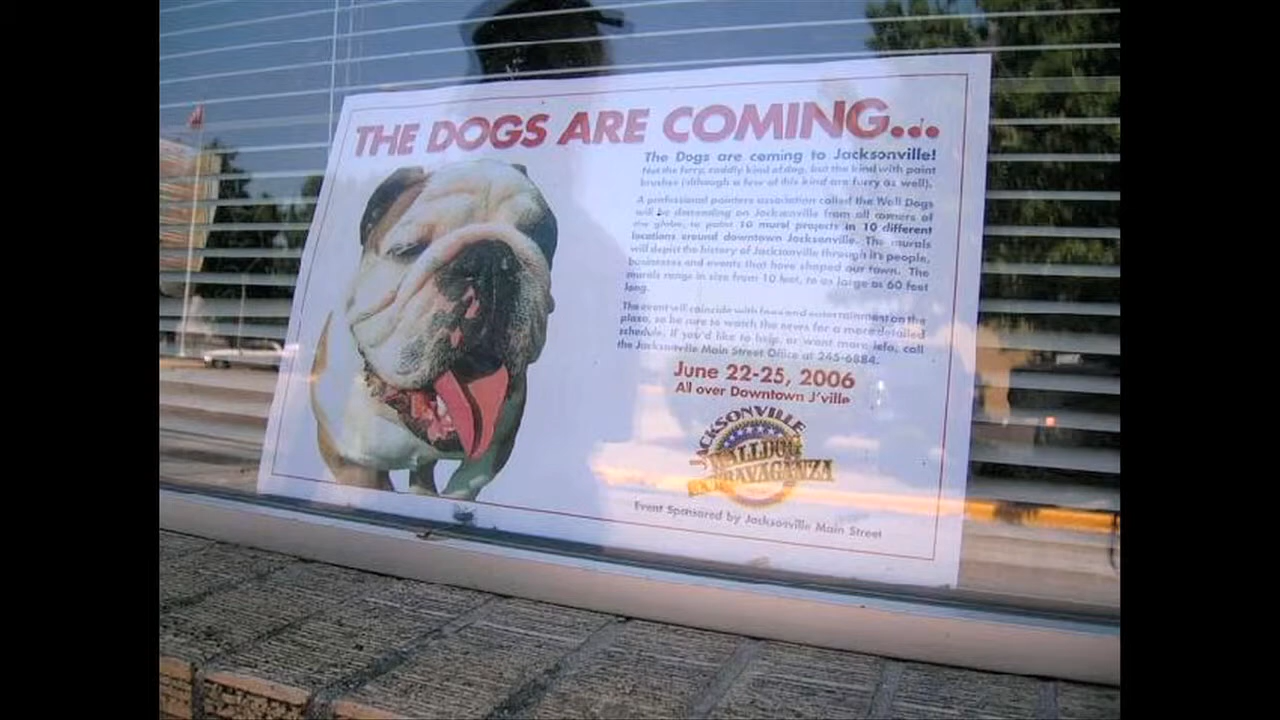 THE DOGS ARE COMING...
The Dogs are coming to Jacksonville!
Not the furry, cuddly kind of dog, but the kind with paint
brushes (although a few of this kind are furry as well).
A professional painters association called the Wall Dogs
will be descending on Jacksonville from all corners of
the globe, to paint 10 mural projects in 10 different
locations around downtown Jacksonville. The murals
will depict the history of Jacksonville through it's people,
businesses and events that have shaped our town. The
murals range in size from 10 feet, to as large as 60 feet
long.
The event will coincide with food and entertainment on the
plaza, so be sure to watch the news for a more detailed
schedule. If you'd like to help, or want more info, call
the Jacksonville Main Street Office at 245-6884.
June 22-25, 2006
All over Downtown J'ville
JACKSONVILLE
WALLDOG
EXTRAVAGANZA
Event Sponsored by Jacksonville Main Street